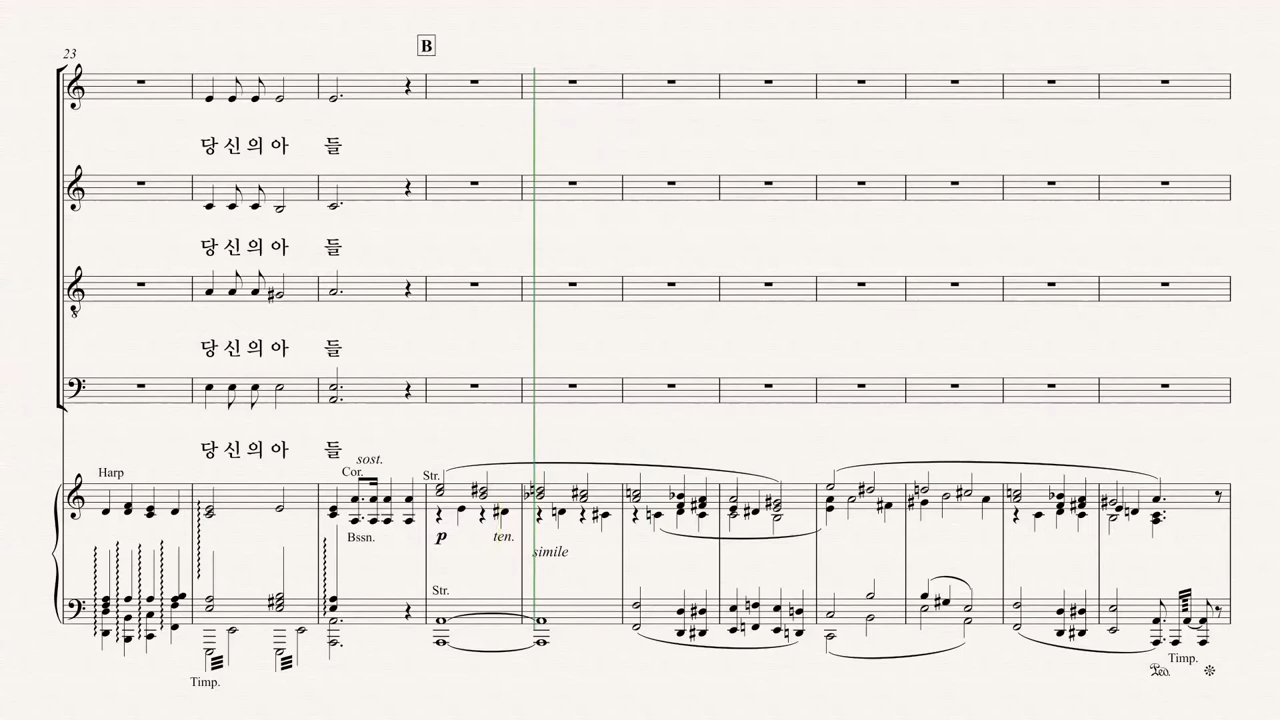 B
23
당 신 의 아 들
당 신 의 아 들
당 신 의 아 들
당 신 의 아 들
sost.
Harp
Cor.
Str.
Bssn.
p
ten.
simile
Str.
Timp.
Ped.
Timp.